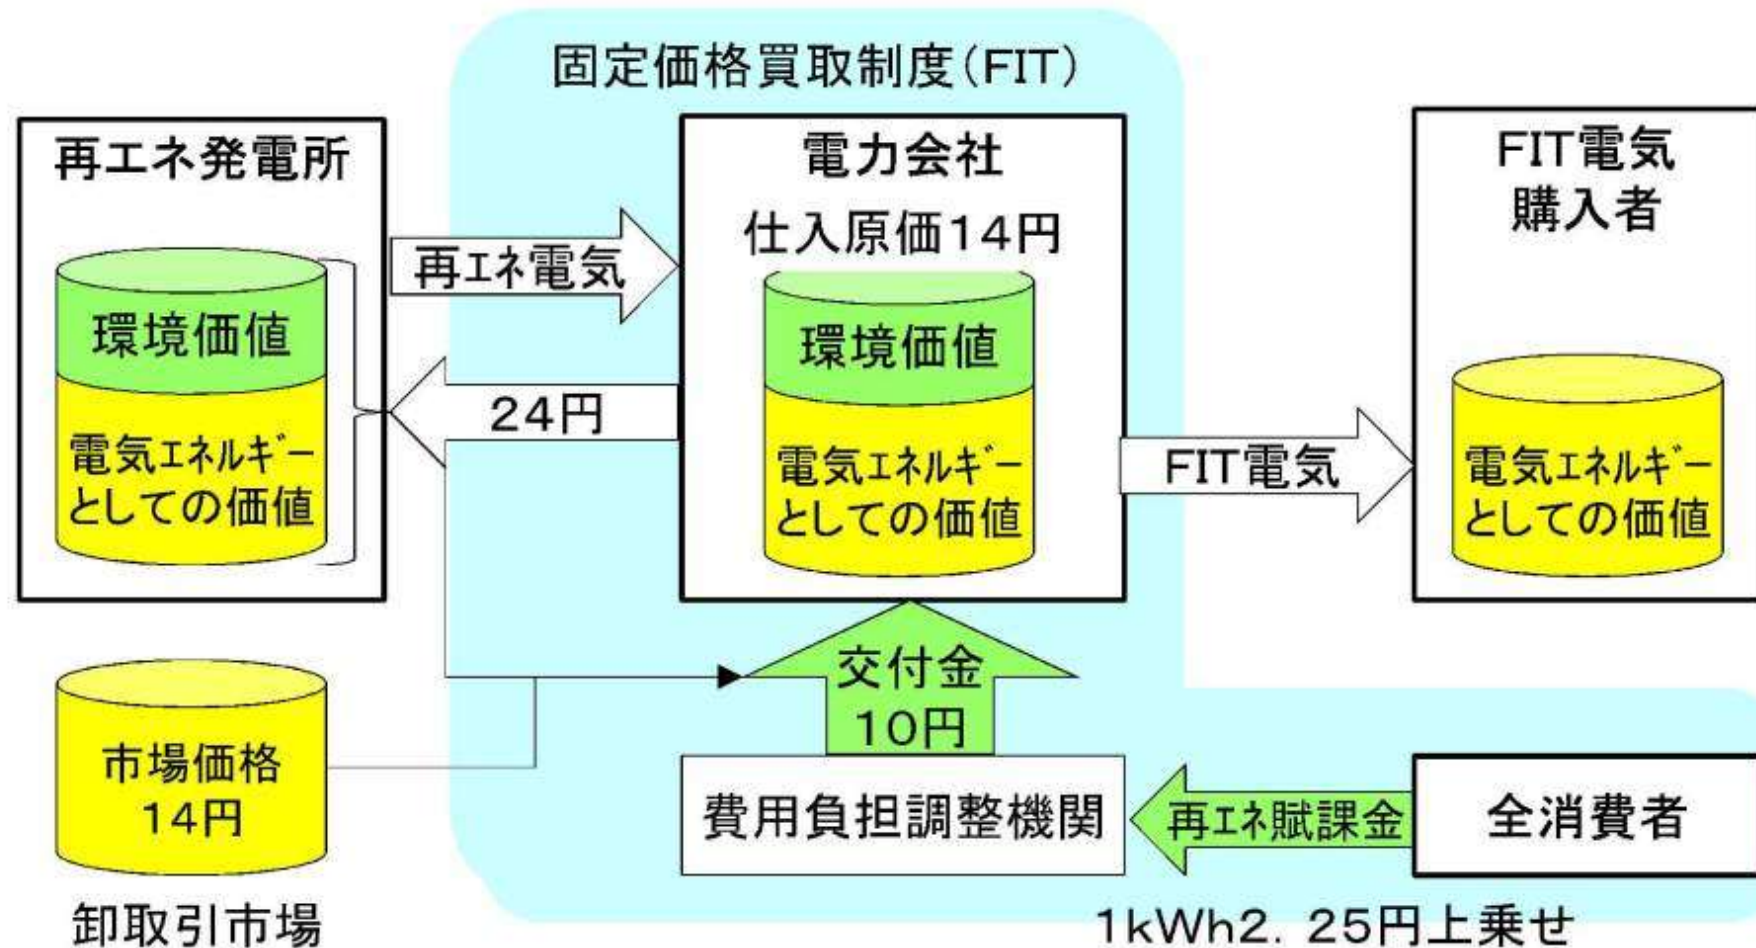 固定価格買取制度(FIT)
再エネ発電所
環境価値
電気エネルギー
としての価値
再エネ電気
24円
電力会社
仕入原価14円
環境価値
電気エネルギー
としての価値
FIT電気
FIT電気
購入者
電気エネルギー
としての価値
市場価格
14円
卸取引市場
交付金
10円
費用負担調整機関
再エネ賦課金
全消費者
1kWh2.25円上乗せ